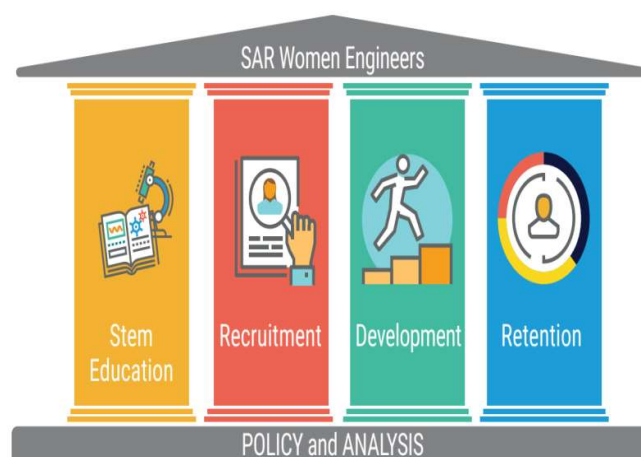 SAR Women Engineers
Stem
Education
Recruitment
Development
Retention
POLICY and ANALYSIS